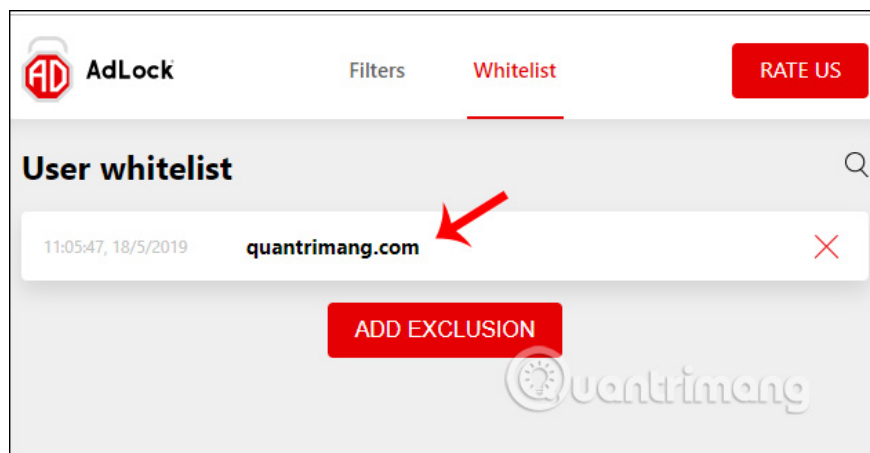 AD AdLock Filters Whitelist RATE US
User whitelist
11:05:47, 18/5/2019 quantrimang.com
ADD EXCLUSION
Quantrimang